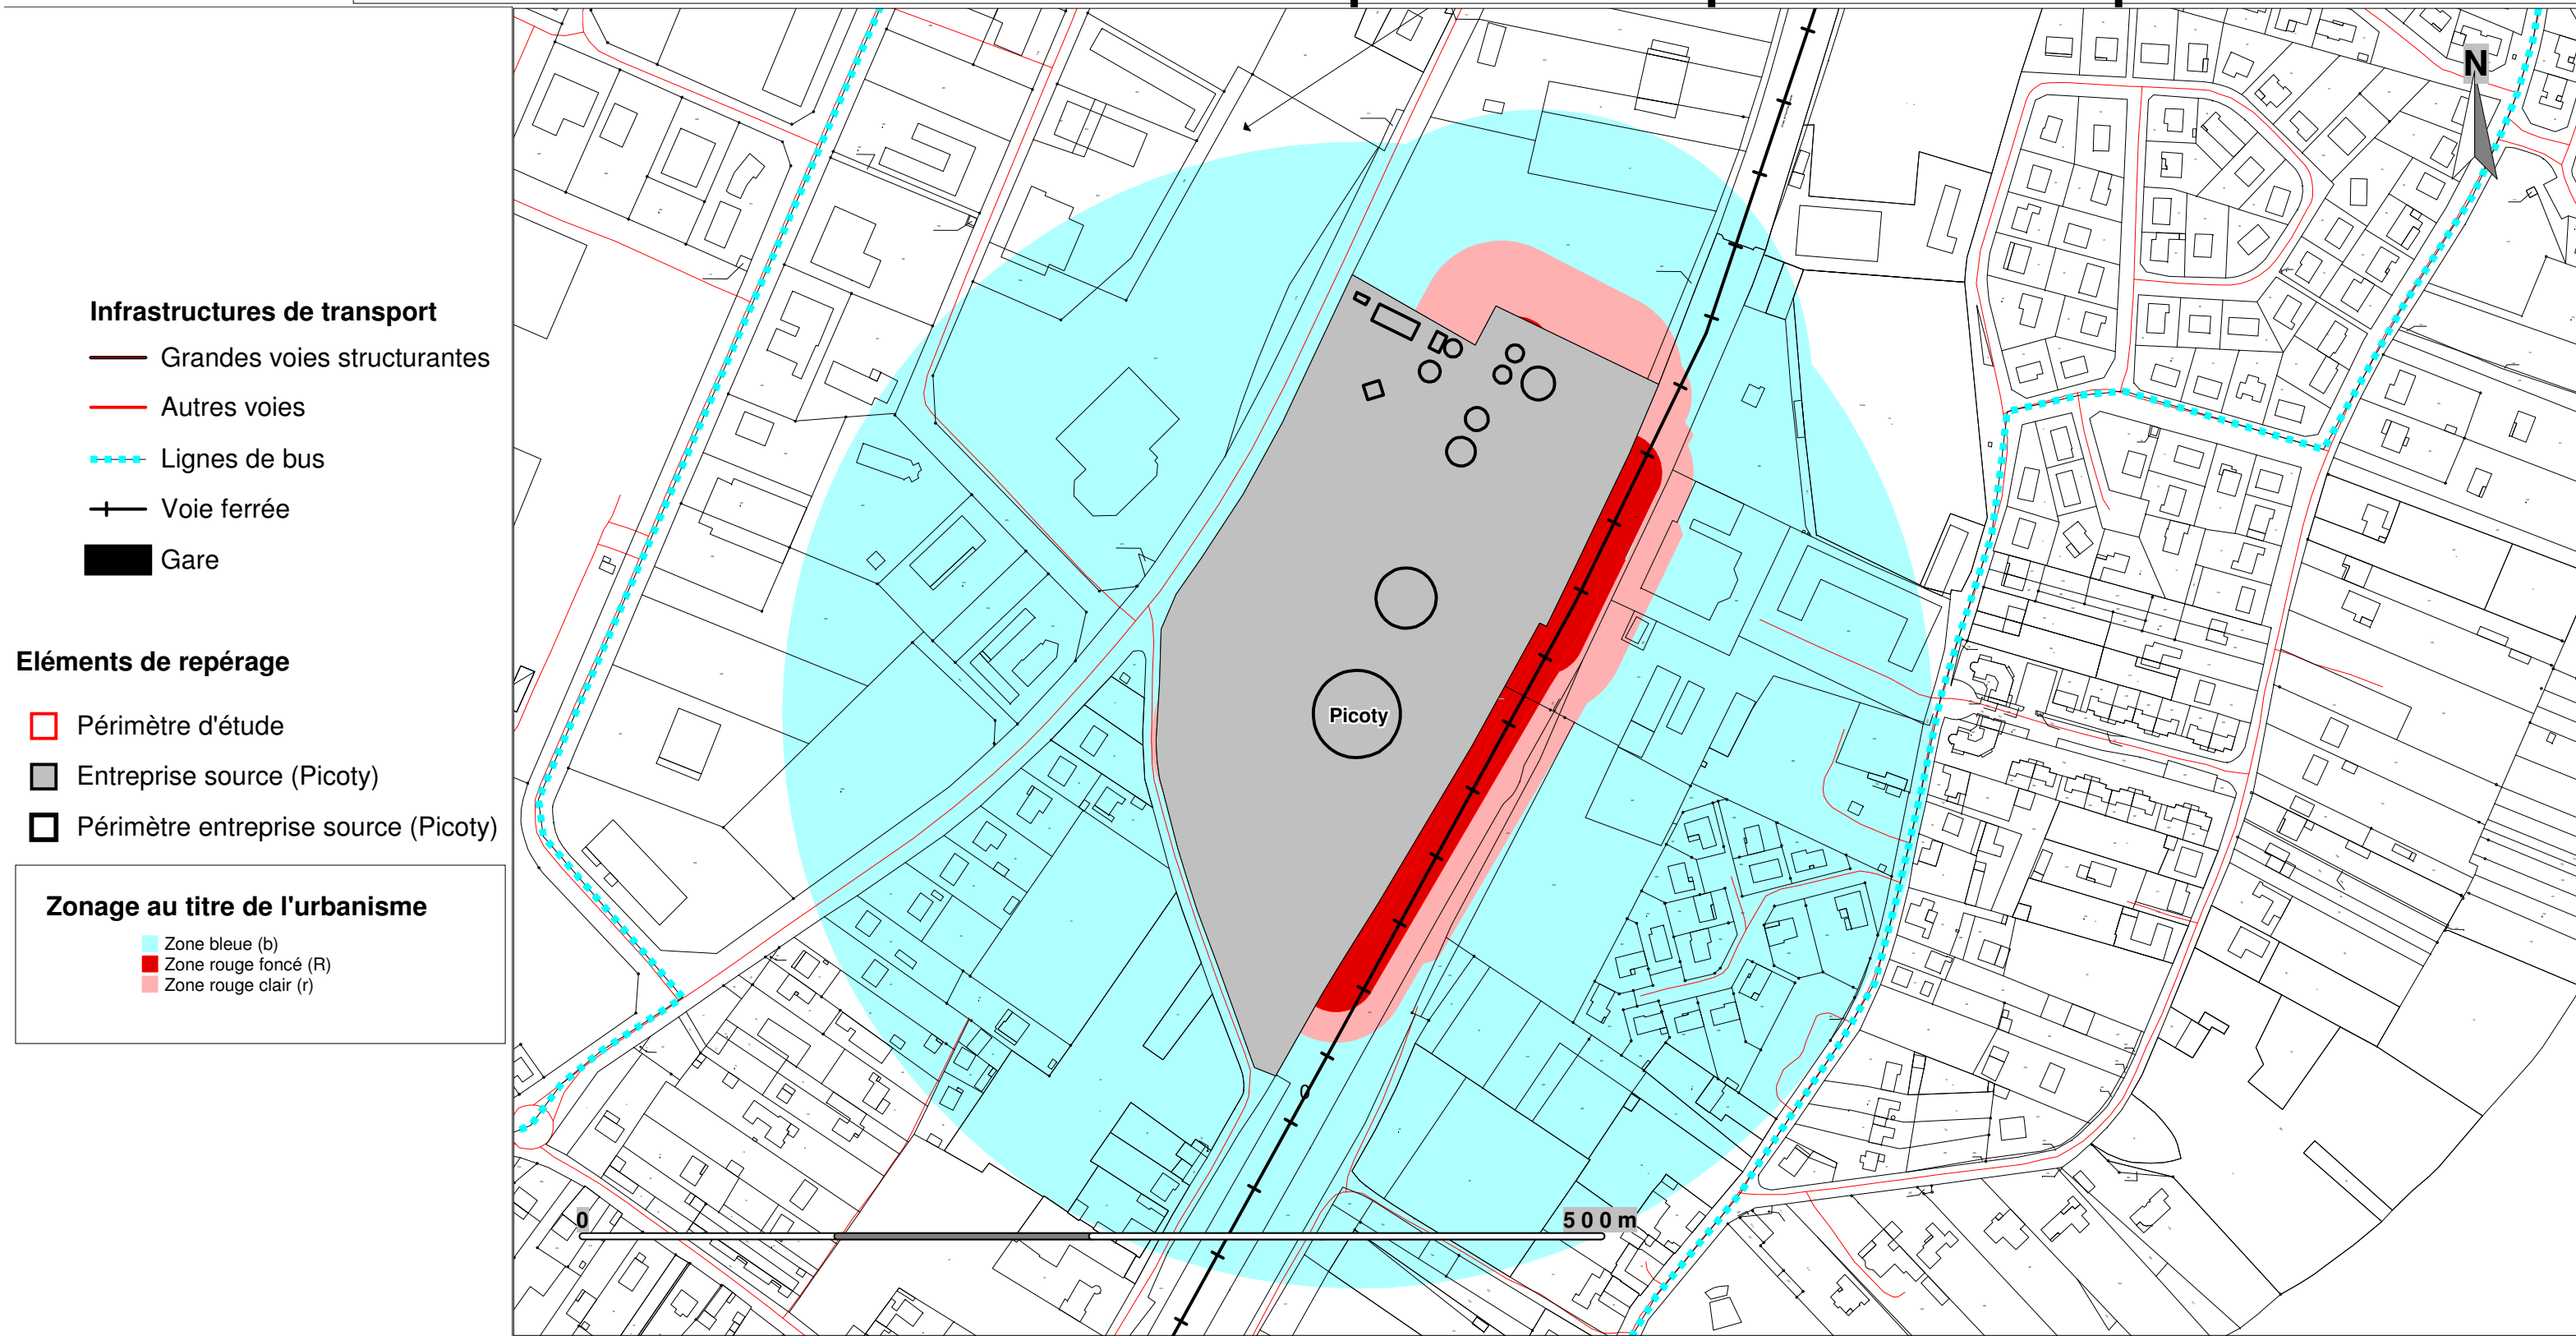 Infrastructures de transport
Grandes voies structurantes
Autres voies
Lignes de bus
Voie ferrée
Gare
Eléments de repérage
Périmètre d'étude
Entreprise source (Picoty)
Périmètre entreprise source (Picoty)
Zonage au titre de l'urbanisme
Zone bleue (b)
Zone rouge foncé (R)
Zone rouge clair (r)
N
Picoty
0
0
500m